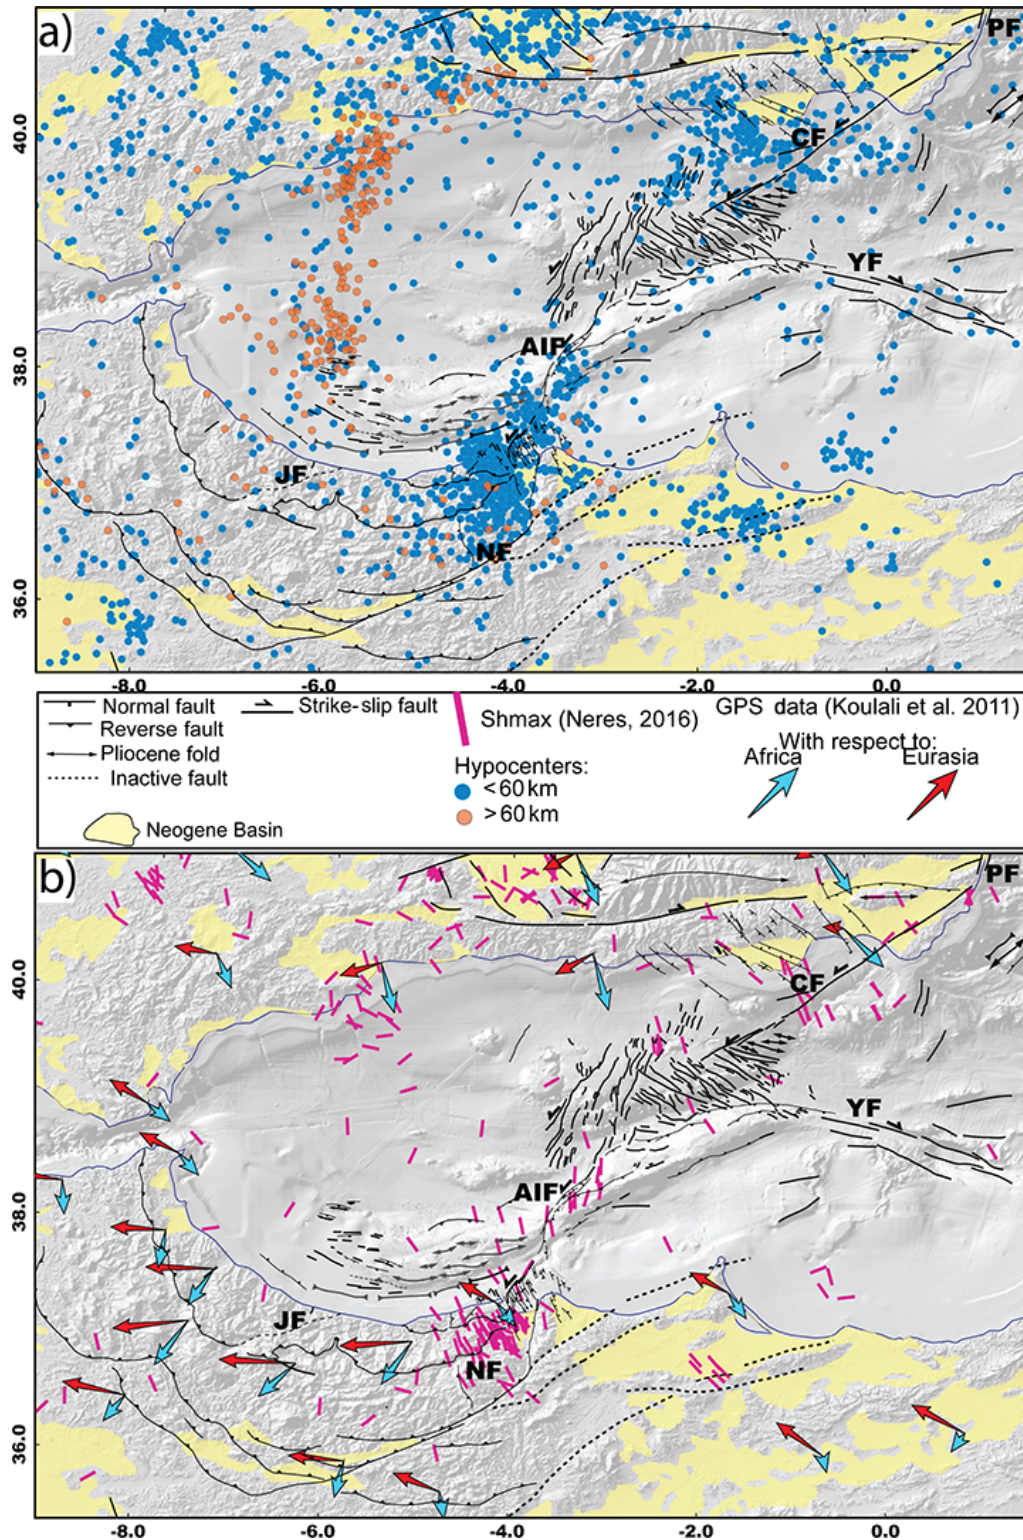 a)
PF
40.0
CF
YF
38.0
AIF
JF
NF
36.0
-8.0 -6.0 -4.0 -2.0 0.0
Normal fault
Strike-slip fault
Reverse fault
Pliocene fold
Inactive fault
Neogene Basin
Shmax (Neres, 2016)
Hypocenters:
<60 km
>60 km
GPS data (Koulali et al. 2011)
With respect to:
Africa Eurasia
b)
PF
40.0
CF
YF
38.0
AIF
JF
NF
36.0
-8.0 -6.0 -4.0 -2.0 0.0